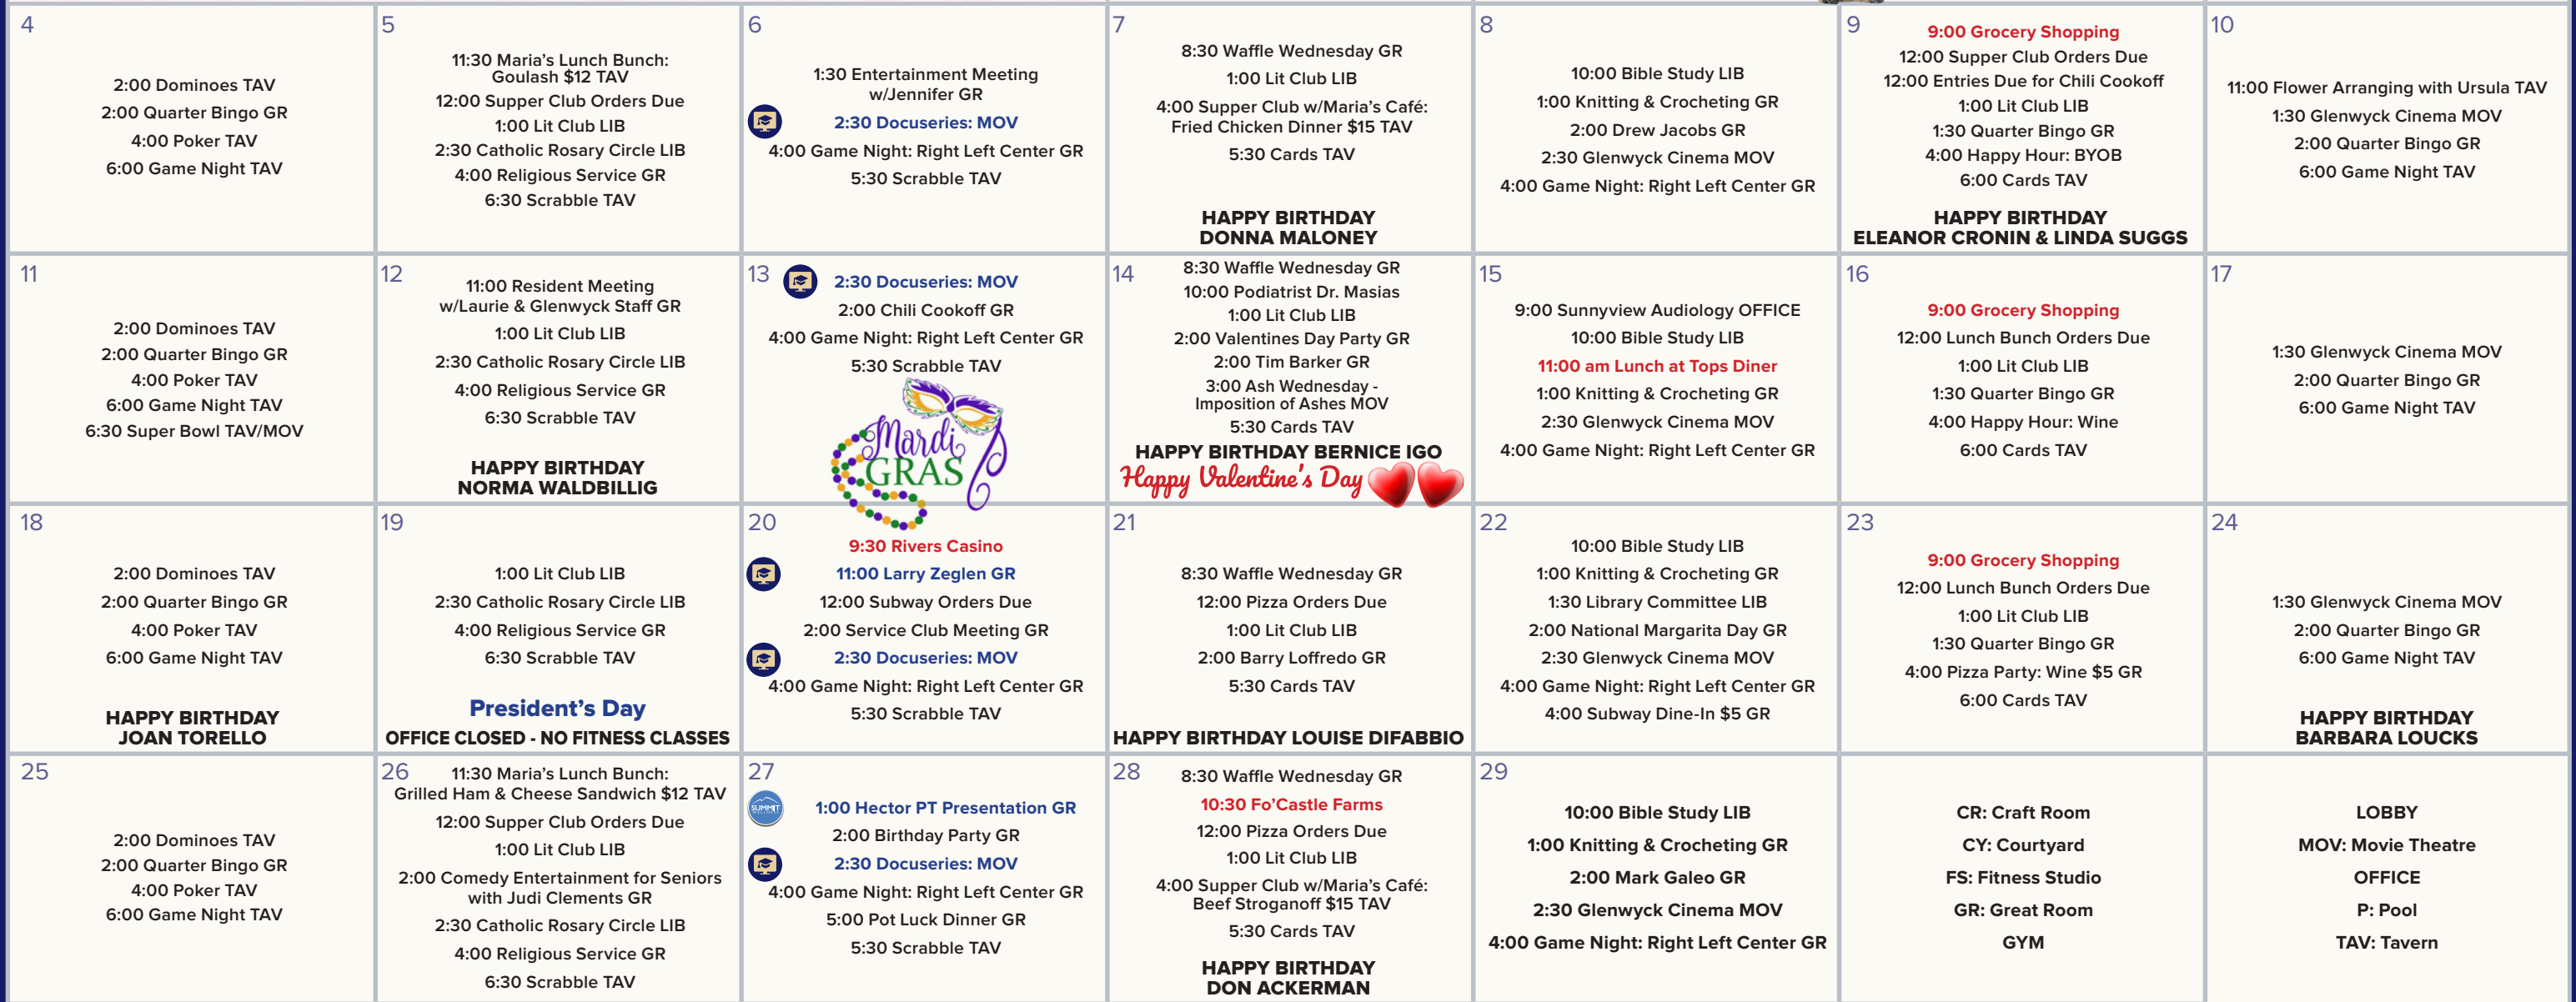 4
2:00 Dominoes TAV
2:00 Quarter Bingo GR
4:00 Poker TAV
6:00 Game Night TAV
5
11:30 Maria's Lunch Bunch:
Goulash $12 TAV
12:00 Supper Club Orders Due
1:00 Lit Club LIB
2:30 Catholic Rosary Circle LIB
4:00 Religious Service GR
6:30 Scrabble TAV
6
1:30 Entertainment Meeting
w/Jennifer GR
2:30 Docuseries: MOV
4:00 Game Night: Right Left Center GR
5:30 Scrabble TAV
7
8:30 Waffle Wednesday GR
1:00 Lit Club LIB
4:00 Supper Club w/Maria's Café:
Fried Chicken Dinner $15 TAV
5:30 Cards TAV
HAPPY BIRTHDAY
DONNA MALONEY
8
10:00 Bible Study LIB
1:00 Knitting & Crocheting GR
2:00 Drew Jacobs GR
2:30 Glenwyck Cinema MOV
4:00 Game Night: Right Left Center GR
9
9:00 Grocery Shopping
12:00 Supper Club Orders Due
12:00 Entries Due for Chili Cookoff
1:00 Lit Club LIB
1:30 Quarter Bingo GR
4:00 Happy Hour: BYOB
6:00 Cards TAV
HAPPY BIRTHDAY
ELEANOR CRONIN & LINDA SUGGS
10
11:00 Flower Arranging with Ursula TAV
1:30 Glenwyck Cinema MOV
2:00 Quarter Bingo GR
6:00 Game Night TAV
11
2:00 Dominoes TAV
2:00 Quarter Bingo GR
4:00 Poker TAV
6:00 Game Night TAV
6:30 Super Bowl TAV/MOV
12
11:00 Resident Meeting
w/Laurie & Glenwyck Staff GR
1:00 Lit Club LIB
2:30 Catholic Rosary Circle LIB
4:00 Religious Service GR
6:30 Scrabble TAV
HAPPY BIRTHDAY
NORMA WALDBILLIG
13
2:30 Docuseries: MOV
2:00 Chili Cookoff GR
4:00 Game Night: Right Left Center GR
5:30 Scrabble TAV
Mardi
GRAS
14
8:30 Waffle Wednesday GR
10:00 Podiatrist Dr. Masias
1:00 Lit Club LIB
2:00 Valentines Day Party GR
2:00 Tim Barker GR
3:00 Ash Wednesday -
Imposition of Ashes MOV
5:30 Cards TAV
HAPPY BIRTHDAY BERNICE IGO
Happy Valentine's Day
15
9:00 Sunnyview Audiology OFFICE
10:00 Bible Study LIB
11:00 am Lunch at Tops Diner
1:00 Knitting & Crocheting GR
2:30 Glenwyck Cinema MOV
4:00 Game Night: Right Left Center GR
16
9:00 Grocery Shopping
12:00 Lunch Bunch Orders Due
1:00 Lit Club LIB
1:30 Quarter Bingo GR
4:00 Happy Hour: Wine
6:00 Cards TAV
17
1:30 Glenwyck Cinema MOV
2:00 Quarter Bingo GR
6:00 Game Night TAV
18
2:00 Dominoes TAV
2:00 Quarter Bingo GR
4:00 Poker TAV
6:00 Game Night TAV
HAPPY BIRTHDAY
JOAN TORELLO
19
1:00 Lit Club LIB
2:30 Catholic Rosary Circle LIB
4:00 Religious Service GR
6:30 Scrabble TAV
President's Day
OFFICE CLOSED - NO FITNESS CLASSES
20
9:30 Rivers Casino
11:00 Larry Zeglen GR
12:00 Subway Orders Due
2:00 Service Club Meeting GR
2:30 Docuseries: MOV
4:00 Game Night: Right Left Center GR
5:30 Scrabble TAV
21
8:30 Waffle Wednesday GR
12:00 Pizza Orders Due
1:00 Lit Club LIB
2:00 Barry Loffredo GR
5:30 Cards TAV
HAPPY BIRTHDAY LOUISE DIFABBIO
22
10:00 Bible Study LIB
1:00 Knitting & Crocheting GR
1:30 Library Committee LIB
2:00 National Margarita Day GR
2:30 Glenwyck Cinema MOV
4:00 Game Night: Right Left Center GR
4:00 Subway Dine-In $5 GR
23
9:00 Grocery Shopping
12:00 Lunch Bunch Orders Due
1:00 Lit Club LIB
1:30 Quarter Bingo GR
4:00 Pizza Party: Wine $5 GR
6:00 Cards TAV
24
1:30 Glenwyck Cinema MOV
2:00 Quarter Bingo GR
6:00 Game Night TAV
HAPPY BIRTHDAY
BARBARA LOUCKS
25
2:00 Dominoes TAV
2:00 Quarter Bingo GR
4:00 Poker TAV
6:00 Game Night TAV
26
11:30 Maria's Lunch Bunch:
Grilled Ham & Cheese Sandwich $12 TAV
12:00 Supper Club Orders Due
1:00 Lit Club LIB
2:00 Comedy Entertainment for Seniors
with Judi Clements GR
2:30 Catholic Rosary Circle LIB
4:00 Religious Service GR
6:30 Scrabble TAV
27
SUMMIT
1:00 Hector PT Presentation GR
2:00 Birthday Party GR
2:30 Docuseries: MOV
4:00 Game Night: Right Left Center GR
5:00 Pot Luck Dinner GR
5:30 Scrabble TAV
28
8:30 Waffle Wednesday GR
10:30 Fo'Castle Farms
12:00 Pizza Orders Due
1:00 Lit Club LIB
4:00 Supper Club w/Maria's Café:
Beef Stroganoff $15 TAV
5:30 Cards TAV
HAPPY BIRTHDAY
DON ACKERMAN
29
10:00 Bible Study LIB
1:00 Knitting & Crocheting GR
2:00 Mark Galeo GR
2:30 Glenwyck Cinema MOV
4:00 Game Night: Right Left Center GR
CR: Craft Room
CY: Courtyard
FS: Fitness Studio
GR: Great Room
GYM
LOBBY
MOV: Movie Theatre
OFFICE
P: Pool
TAV: Tavern